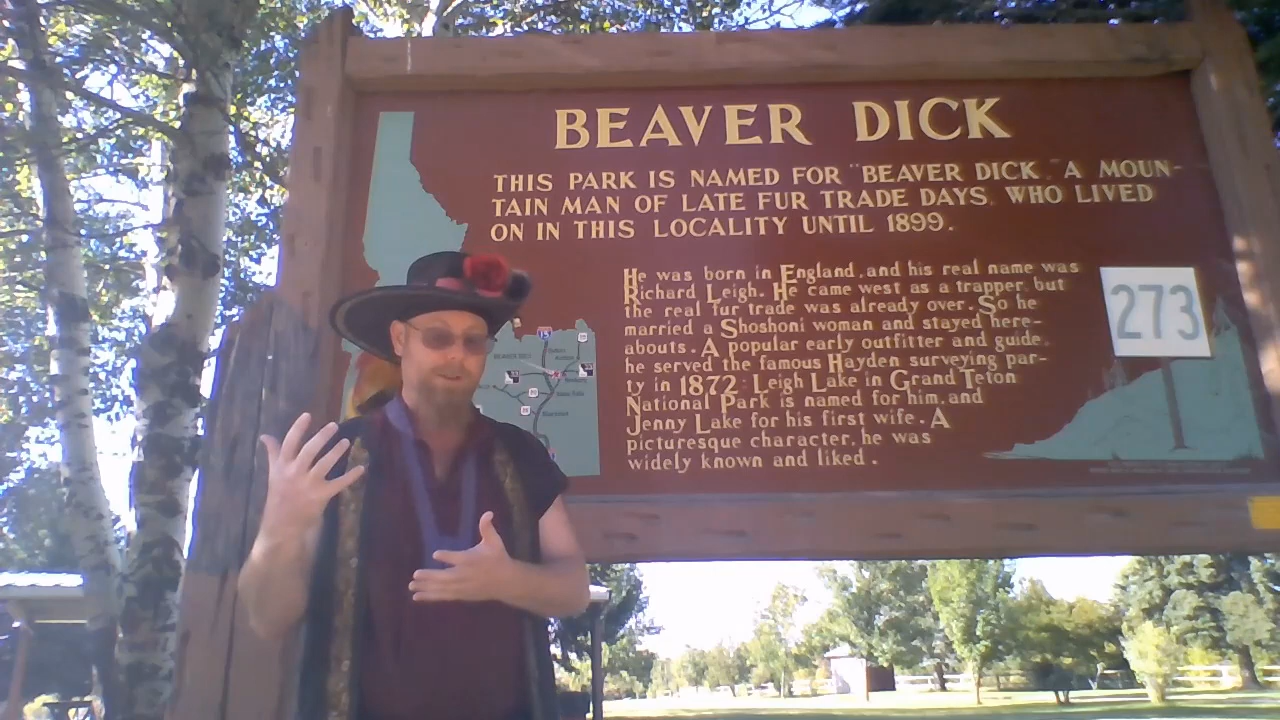 BEAVER DICK
THIS PARK IS NAMED FOR "BEAVER DICK," A MOUN-
TAIN MAN OF LATE FUR TRADE DAYS, WHO LIVED
ON IN THIS LOCALITY UNTIL 1899.
He was born in England, and his real name was
Richard Leigh. He came west as a trapper, but
the real fur trade was already over. So he
married a Shoshoni woman and stayed here-
abouts. A popular early outfitter and guide,
he served the famous Hayden surveying par-
ty in 1872. Leigh Lake in Grand Teton
National Park is named for him, and
Jenny Lake for his first wife. A
picturesque character, he was
widely known and liked.
273